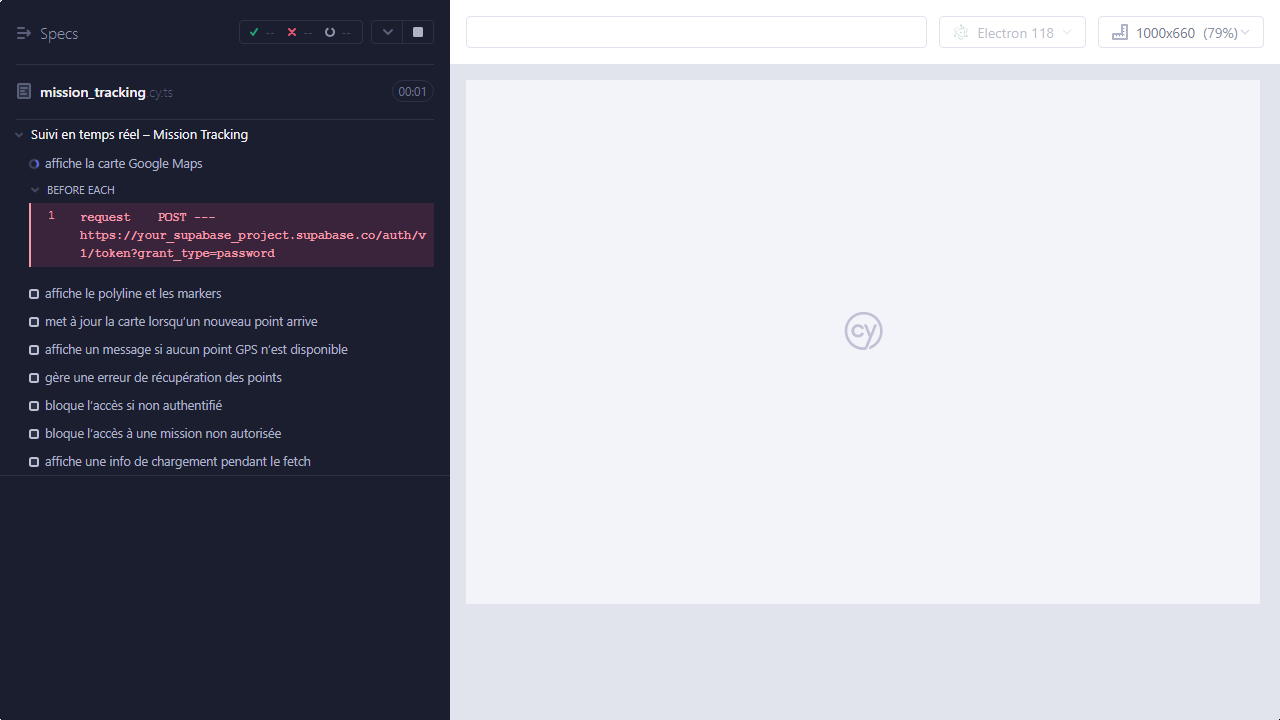 Specs
-- -- --
Electron 118
1000x660 (79%)
mission_tracking.cy.ts
00:01
Suivi en temps réel – Mission Tracking
affiche la carte Google Maps
BEFORE EACH
1 request POST ---
https://your_supabase_project.supabase.co/auth/v
1/token?grant_type=password
affiche le polyline et les markers
met à jour la carte lorsqu’un nouveau point arrive
affiche un message si aucun point GPS n’est disponible
gère une erreur de récupération des points
bloque l’accès si non authentifié
bloque l’accès à une mission non autorisée
affiche une info de chargement pendant le fetch
cy